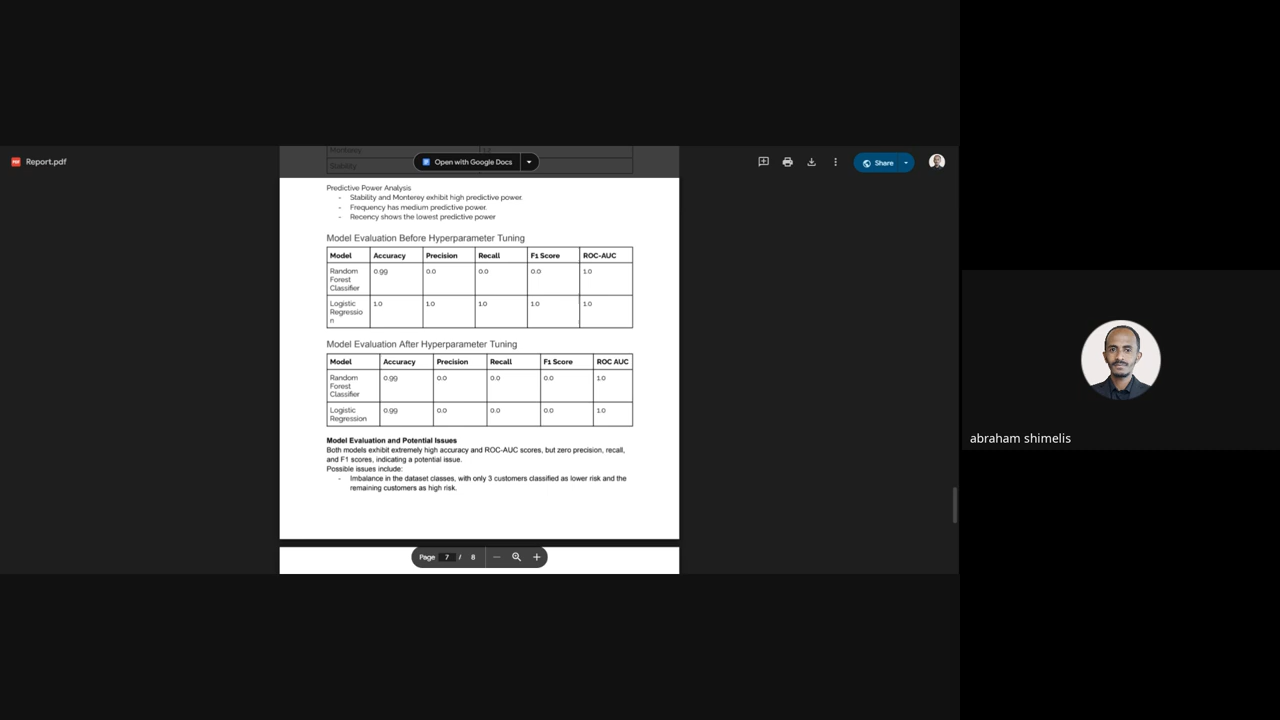 Report.pdf
Open with Google Docs
Share
Monterey 1.2
Stability
Predictive Power Analysis
- Stability and Monterey exhibit high predictive power.
- Frequency has medium predictive power.
- Recency shows the lowest predictive power
Model Evaluation Before Hyperparameter Tuning
Model Accuracy Precision Recall F1 Score ROC-AUC
Random 0.99 0.0 0.0 0.0 1.0
Forest
Classifier
Logistic 1.0 1.0 1.0 1.0 1.0
Regressio
n
Model Evaluation After Hyperparameter Tuning
Model Accuracy Precision Recall F1 Score ROC AUC
Random 0.99 0.0 0.0 0.0 1.0
Forest
Classifier
Logistic 0.99 0.0 0.0 0.0 1.0
Regression
Model Evaluation and Potential Issues
Both models exhibit extremely high accuracy and ROC-AUC scores, but zero precision, recall,
and F1 scores, indicating a potential issue.
Possible issues include:
- Imbalance in the dataset classes, with only 3 customers classified as lower risk and the
remaining customers as high risk.
Page 7 / 8
abraham shimelis